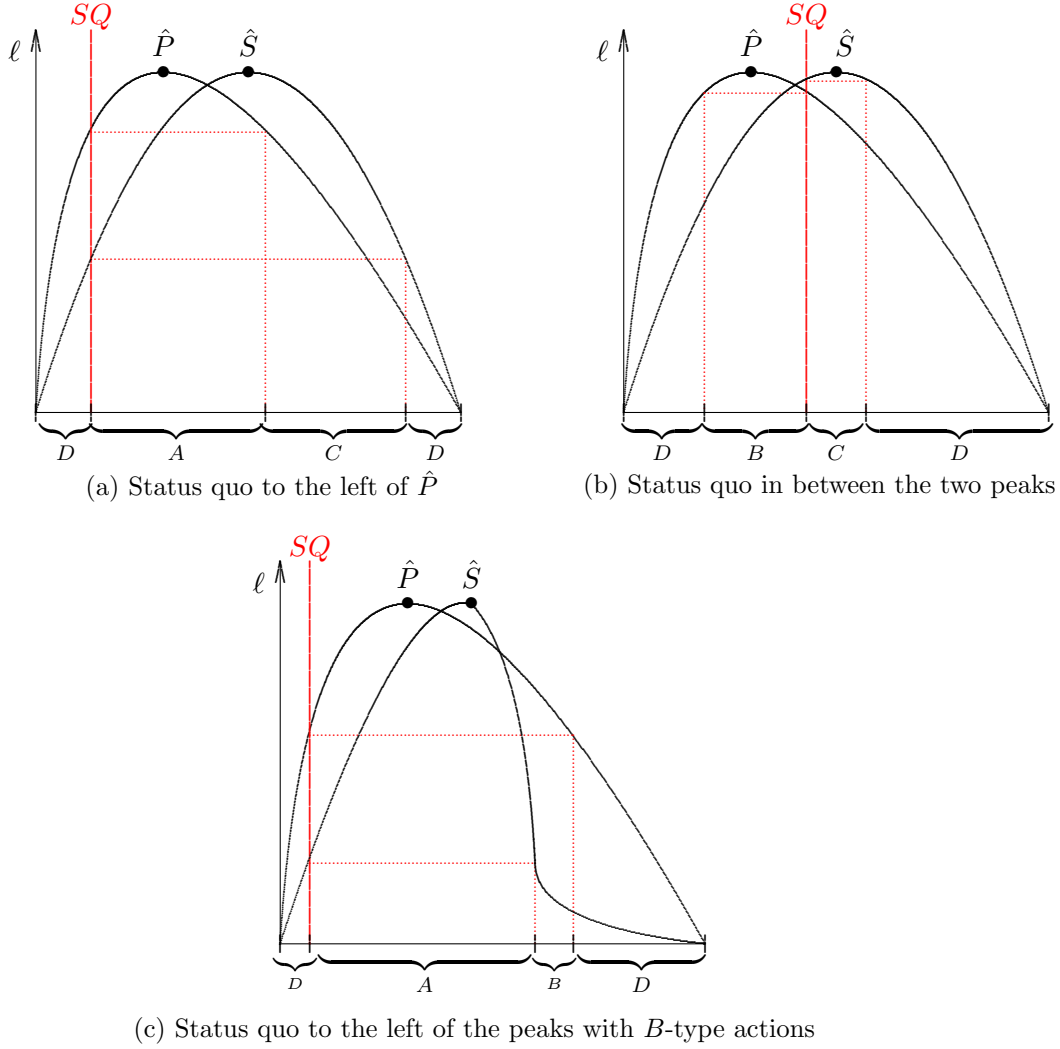 SQ SQ
ℓ P̂ Ŝ ℓ P̂ Ŝ
D A C D D B C D
(a) Status quo to the left of P̂ (b) Status quo in between the two peaks
SQ
ℓ P̂ Ŝ
D A B D
(c) Status quo to the left of the peaks with B-type actions